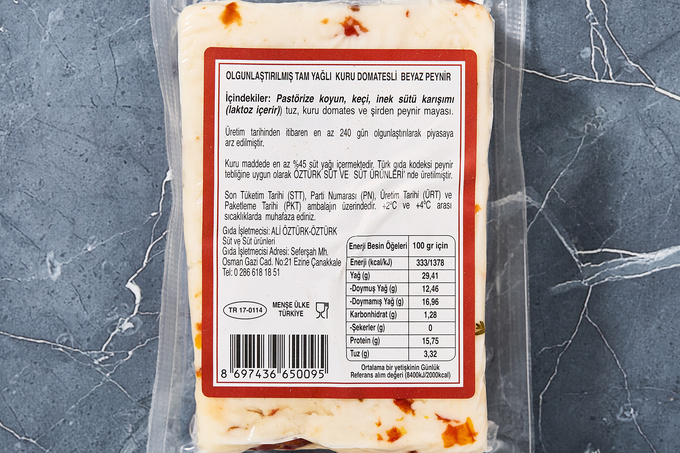 OLGUNLAŞTIRILMIŞ TAM YAĞLI KURU DOMATESLİ BEYAZ PEYNİR
İçindekiler: Pastörize koyun, keçi, inek sütü karışımı
(laktoz içerir) tuz, kuru domates ve şirden peynir mayası.
Üretim tarihinden itibaren en az 240 gün olgunlaştırılarak piyasaya
arz edilmiştir.
Kuru maddede en az %45 süt yağı içermektedir. Türk gıda kodeksi peynir
tebliğine uygun olarak ÖZTÜRK SÜT VE SÜT ÜRÜNLERİ' nde üretilmiştir.
Son Tüketim Tarihi (STT), Parti Numarası (PN), Üretim Tarihi (ÜRT) ve
Paketleme Tarihi (PKT) ambalajın üzerindedir. +2°C ve +4°C arası
sıcaklıklarda muhafaza ediniz.
Gıda İşletmecisi: ALİ ÖZTÜRK-ÖZTÜRK
Süt ve Süt ürünleri
Gıda İşletmecisi Adresi: Seferşah Mh.
Osman Gazi Cad. No:21 Ezine Çanakkale
Tel: 0 286 618 18 51
TR 17-0114
MENŞE ÜLKE
TÜRKİYE
8 697436 650095
Enerji Besin Öğeleri 100 gr için
Enerji (kcal/kJ) 333/1378
Yağ (g) 29,41
-Doymuş Yağ (g) 12,46
-Doymamış Yağ (g) 16,96
Karbonhidrat (g) 1,28
-Şekerler (g) 0
Protein (g) 15,75
Tuz (g) 3,32
Ortalama bir yetişkinin Günlük
Referans alım değeri (8400kJ/2000kcal)